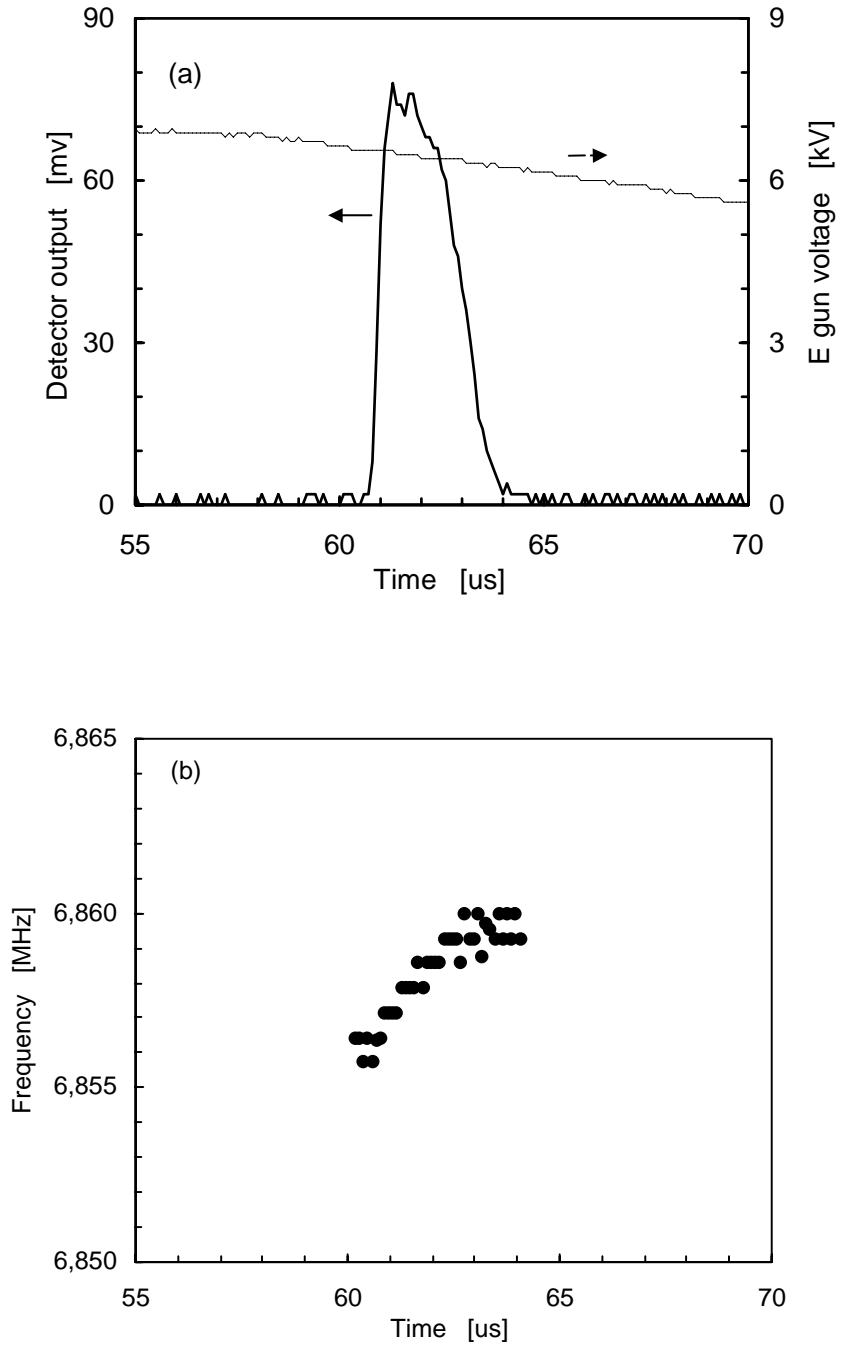 (a)
Detector output [mv]
90
60
30
0
9
6
3
0
E gun voltage [kV]
55 60 65 70
Time [us]
(b)
Frequency [MHz]
6,865
6,860
6,855
6,850
55 60 65 70
Time [us]